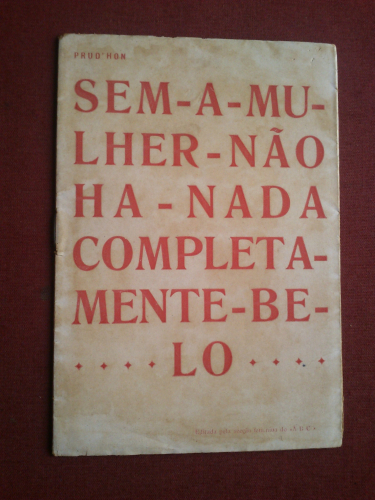 PRUD'HON
SEM-A-MU-
LHER-NÃO
HA-NADA
COMPLETA-
MENTE-BE-
LO